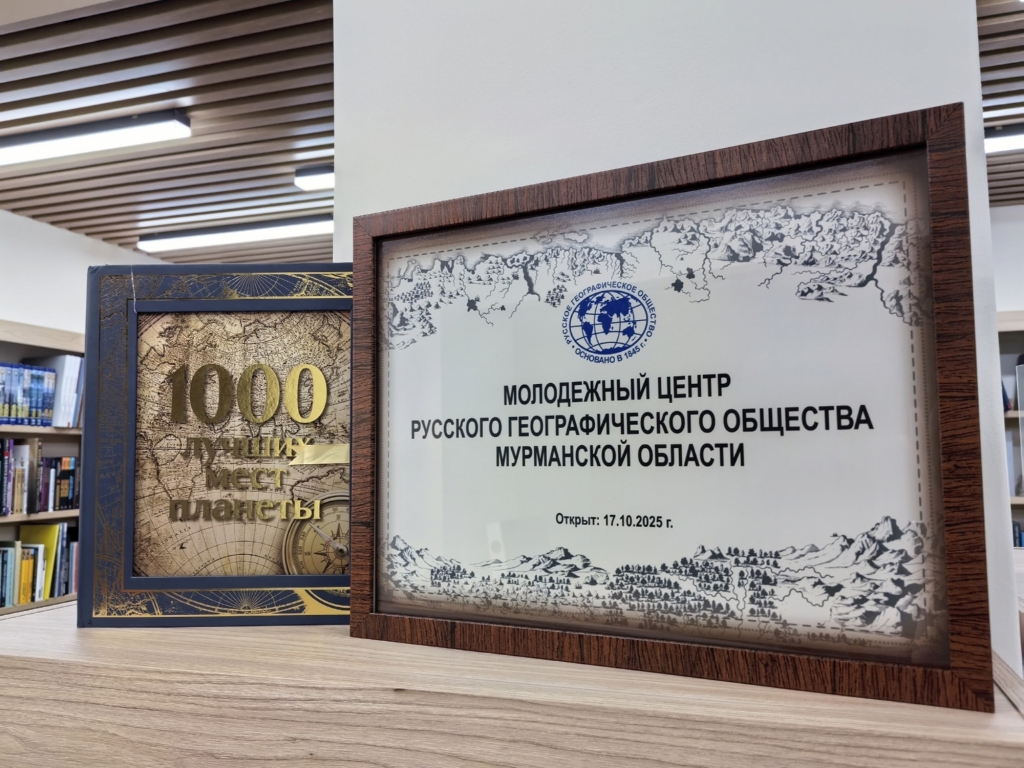 1000
лучших
мест
планеты
РУССКОЕ ГЕОГРАФИЧЕСКОЕ ОБЩЕСТВО
• ОСНОВАНО В 1845 г. •
МОЛОДЕЖНЫЙ ЦЕНТР
РУССКОГО ГЕОГРАФИЧЕСКОГО ОБЩЕСТВА
МУРМАНСКОЙ ОБЛАСТИ
Открыт: 17.10.2025 г.